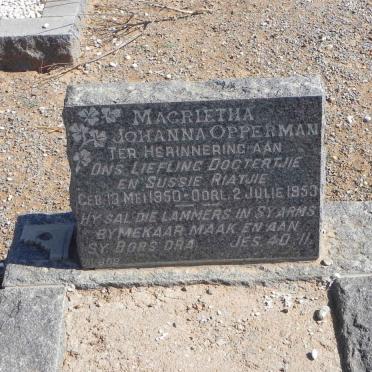 MAGRIETHA
JOHANNA OPPERMAN
TER HERINNERING AAN
ONS LIEFLING DOGTERTJIE
EN SUSSIE RIATJIE
GEB. 13 MEI 1950 - OORL. 2 JULIE 1953
HY SAL DIE LAMMERS IN SY ARMS
BYMEKAAR MAAK EN AAN
SY BORS DRA JES. 40.11